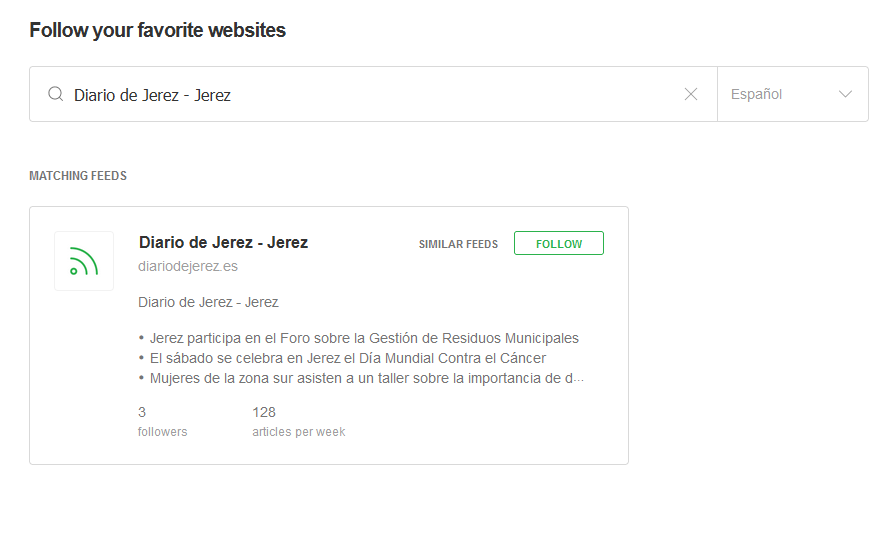 Follow your favorite websites
Diario de Jerez - Jerez
Español
MATCHING FEEDS
Diario de Jerez - Jerez
SIMILAR FEEDS
FOLLOW
diariodejerez.es
Diario de Jerez - Jerez
• Jerez participa en el Foro sobre la Gestión de Residuos Municipales
• El sábado se celebra en Jerez el Día Mundial Contra el Cáncer
• Mujeres de la zona sur asisten a un taller sobre la importancia de d...
3
128
followers
articles per week